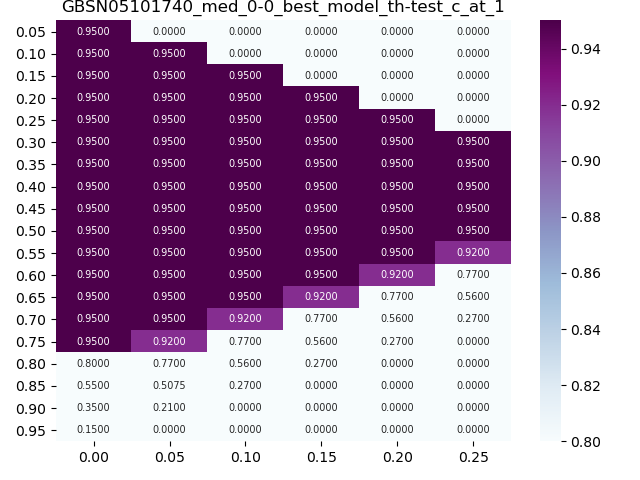 GBSN05101740_med_0-0_best_model_th-test_c_at_1
0.05 0.9500 0.0000 0.0000 0.0000 0.0000 0.0000
0.10 0.9500 0.9500 0.0000 0.0000 0.0000 0.0000
0.15 0.9500 0.9500 0.9500 0.0000 0.0000 0.0000
0.20 0.9500 0.9500 0.9500 0.9500 0.0000 0.0000
0.25 0.9500 0.9500 0.9500 0.9500 0.9500 0.0000
0.30 0.9500 0.9500 0.9500 0.9500 0.9500 0.9500
0.35 0.9500 0.9500 0.9500 0.9500 0.9500 0.9500
0.40 0.9500 0.9500 0.9500 0.9500 0.9500 0.9500
0.45 0.9500 0.9500 0.9500 0.9500 0.9500 0.9500
0.50 0.9500 0.9500 0.9500 0.9500 0.9500 0.9500
0.55 0.9500 0.9500 0.9500 0.9500 0.9500 0.9200
0.60 0.9500 0.9500 0.9500 0.9500 0.9200 0.7700
0.65 0.9500 0.9500 0.9500 0.9200 0.7700 0.5600
0.70 0.9500 0.9500 0.9200 0.7700 0.5600 0.2700
0.75 0.9500 0.9200 0.7700 0.5600 0.2700 0.0000
0.80 0.8000 0.7700 0.5600 0.2700 0.0000 0.0000
0.85 0.5500 0.5075 0.2700 0.0000 0.0000 0.0000
0.90 0.3500 0.2100 0.0000 0.0000 0.0000 0.0000
0.95 0.1500 0.0000 0.0000 0.0000 0.0000 0.0000
0.00 0.05 0.10 0.15 0.20 0.25
0.94
0.92
0.90
0.88
0.86
0.84
0.82
0.80